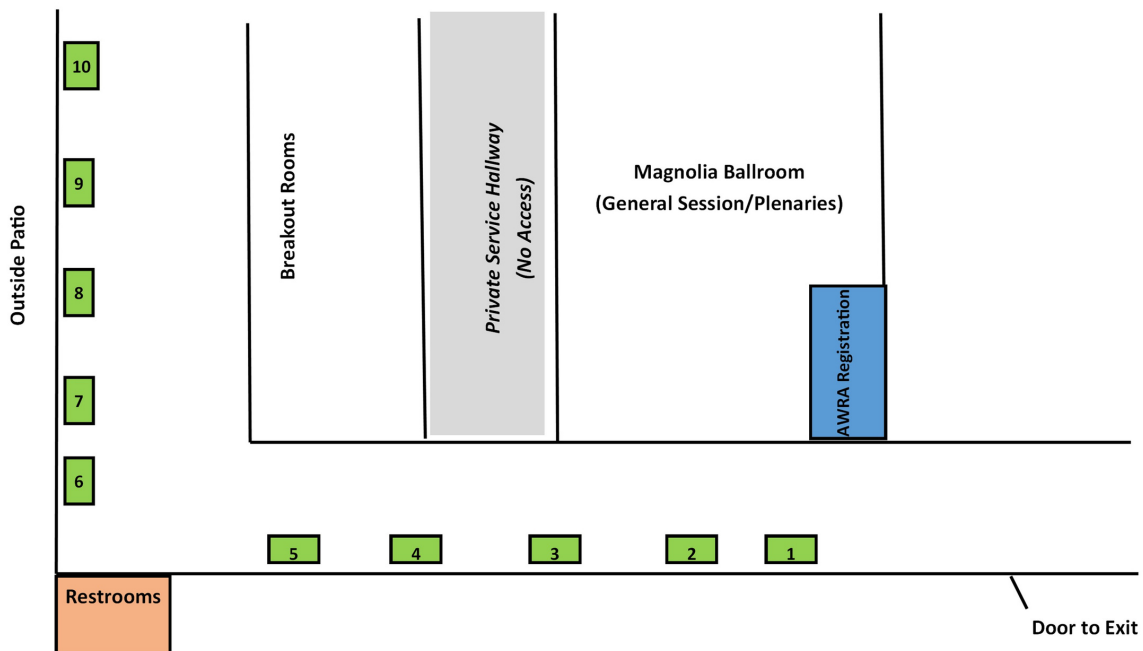 10
9
8
7
6
5
4
3
2
1
Outside Patio
Breakout Rooms
Private Service Hallway
(No Access)
Magnolia Ballroom
(General Session/Plenaries)
AWRA Registration
Restrooms
Door to Exit